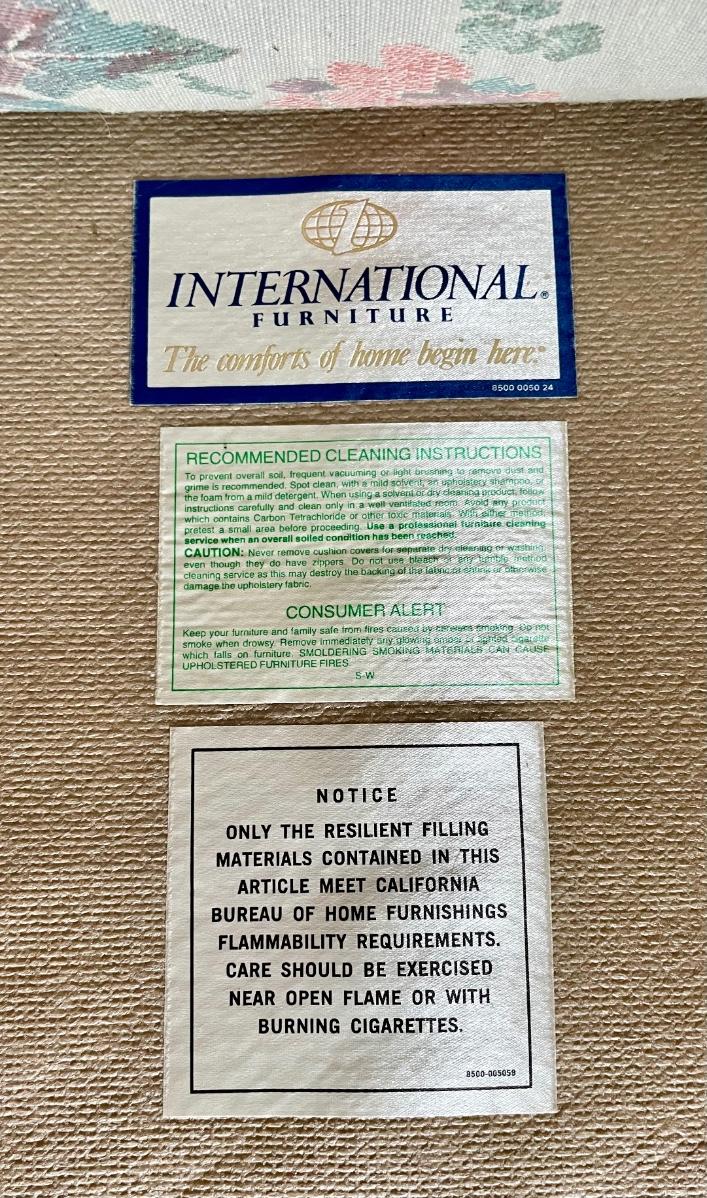 INTERNATIONAL®
FURNITURE
The comforts of home begin here.℠
8500 0050 24
RECOMMENDED CLEANING INSTRUCTIONS
To prevent overall soil, frequent vacuuming or light brushing to remove dust and
grime is recommended. Spot clean, with a mild solvent, an upholstery shampoo, or
the foam from a mild detergent. When using a solvent or dry cleaning product, follow
instructions carefully and clean only in a well ventilated room. Avoid any product
which contains Carbon Tetrachloride or other toxic materials. With either method,
pretest a small area before proceeding. Use a professional furniture cleaning
service when an overall soiled condition has been reached.
CAUTION: Never remove cushion covers for separate dry cleaning or washing,
even though they do have zippers. Do not use bleach or any tumble method
cleaning service as this may destroy the backing of the fabric or shrink or otherwise
damage the upholstery fabric.
CONSUMER ALERT
Keep your furniture and family safe from fires caused by careless smoking. Do not
smoke when drowsy. Remove immediately any glowing ember or lighted cigarette
which falls on furniture. SMOLDERING SMOKING MATERIALS CAN CAUSE
UPHOLSTERED FURNITURE FIRES
S-W
NOTICE
ONLY THE RESILIENT FILLING
MATERIALS CONTAINED IN THIS
ARTICLE MEET CALIFORNIA
BUREAU OF HOME FURNISHINGS
FLAMMABILITY REQUIREMENTS.
CARE SHOULD BE EXERCISED
NEAR OPEN FLAME OR WITH
BURNING CIGARETTES.
8500-005059